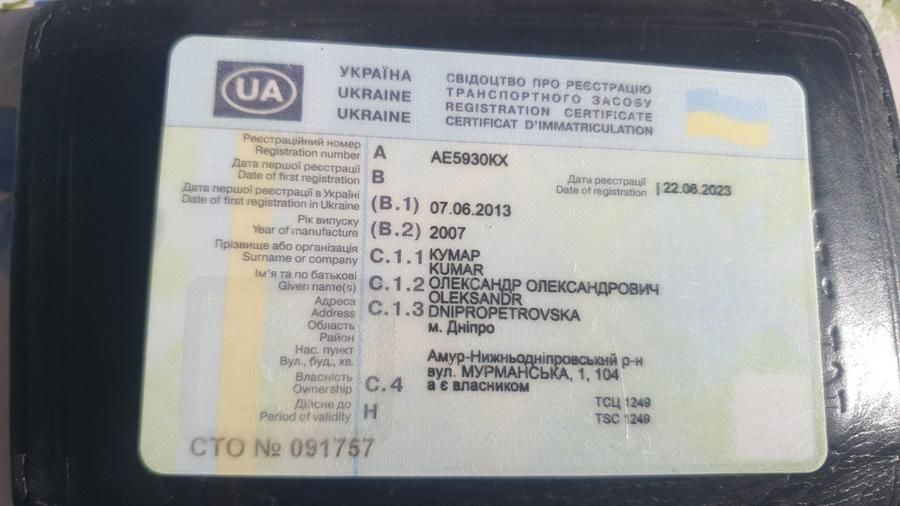 UA
УКРАЇНА
UKRAINE
UKRAINE
СВІДОЦТВО ПРО РЕЄСТРАЦІЮ
ТРАНСПОРТНОГО ЗАСОБУ
REGISTRATION CERTIFICATE
CERTIFICAT D'IMMATRICULATION
Реєстраційний номер
Registration number A AE5930KX
Дата першої реєстрації
Date of first registration B
Дата реєстрації
Date of registration 22.06.2023
Дата першої реєстрації в Україні
Date of first registration in Ukraine (B.1) 07.06.2013
Рік випуску
Year of manufacture (B.2) 2007
Прізвище або організація C.1.1 КУМАР
Surname or company KUMAR
Ім'я та по батькові C.1.2 ОЛЕКСАНДР ОЛЕКСАНДРОВИЧ
Given name(s) OLEKSANDR
Адреса C.1.3 DNIPROPETROVSKA
Address м. Дніпро
Область
Район
Нас. пункт Амур-Нижньодніпровський р-н
Вул., буд., кв. вул. МУРМАНСЬКА, 1, 104
Власність C.4 а є власником
Ownership
Дійсне до H ТСЦ 1249
Period of validity TSC 1249
СТО № 091757